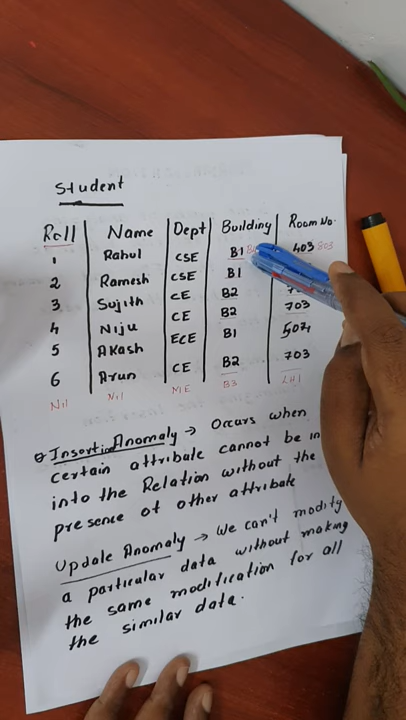 Student
Roll Name Dept Building Room No.
1 Rahul CSE B1 403 803
2 Ramesh CSE B1
3 Sujith CE B2
4 Niju CE B2 703
5 Akash ECE B1 504
6 Arun CE B2 703
Nil Nil ME B3 LH1
Insertion Anomaly → Occurs when
certain attribute cannot be in
into the Relation without the
presence of other attribute
Update Anomaly → We can't modify
a particular data without making
the same modification for all
the similar data.